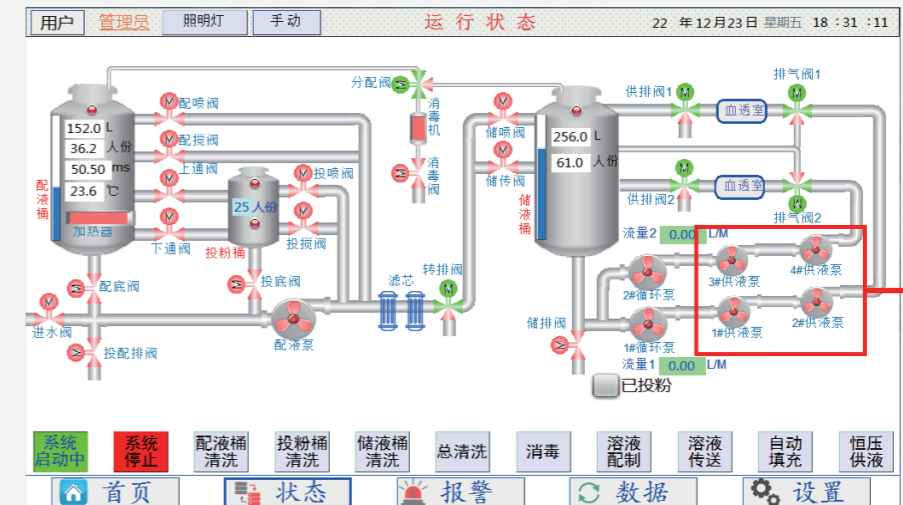 用户 管理员 照明灯 手动 运行状态 22 年12月23日 星期五 18:31:11
排气阀1
分配阀
供排阀1
配喷阀
消毒机
血透室
152.0 L
36.2 人份
50.50 ms
23.6 ℃
配搅阀
储喷阀
256.0 L
61.0 人份
上通阀
投喷阀
消毒阀
储传阀
配液桶
25 人份
储液桶
供排阀2
血透室
排气阀2
加热器
下通阀
投粉桶
投搅阀
流量2 0.00 L/M
配底阀
投底阀
滤芯
转排阀
2#循环泵
3#供液泵
4#供液泵
进水阀
配液泵
储排阀
1#循环泵
1#供液泵
2#供液泵
投配排阀
流量1 0.00 L/M
已投粉
系统启动中 系统停止 配液桶清洗 投粉桶清洗 储液桶清洗 总清洗 消毒 溶液配制 溶液传送 自动填充 恒压供液
首页 状态 报警 数据 设置